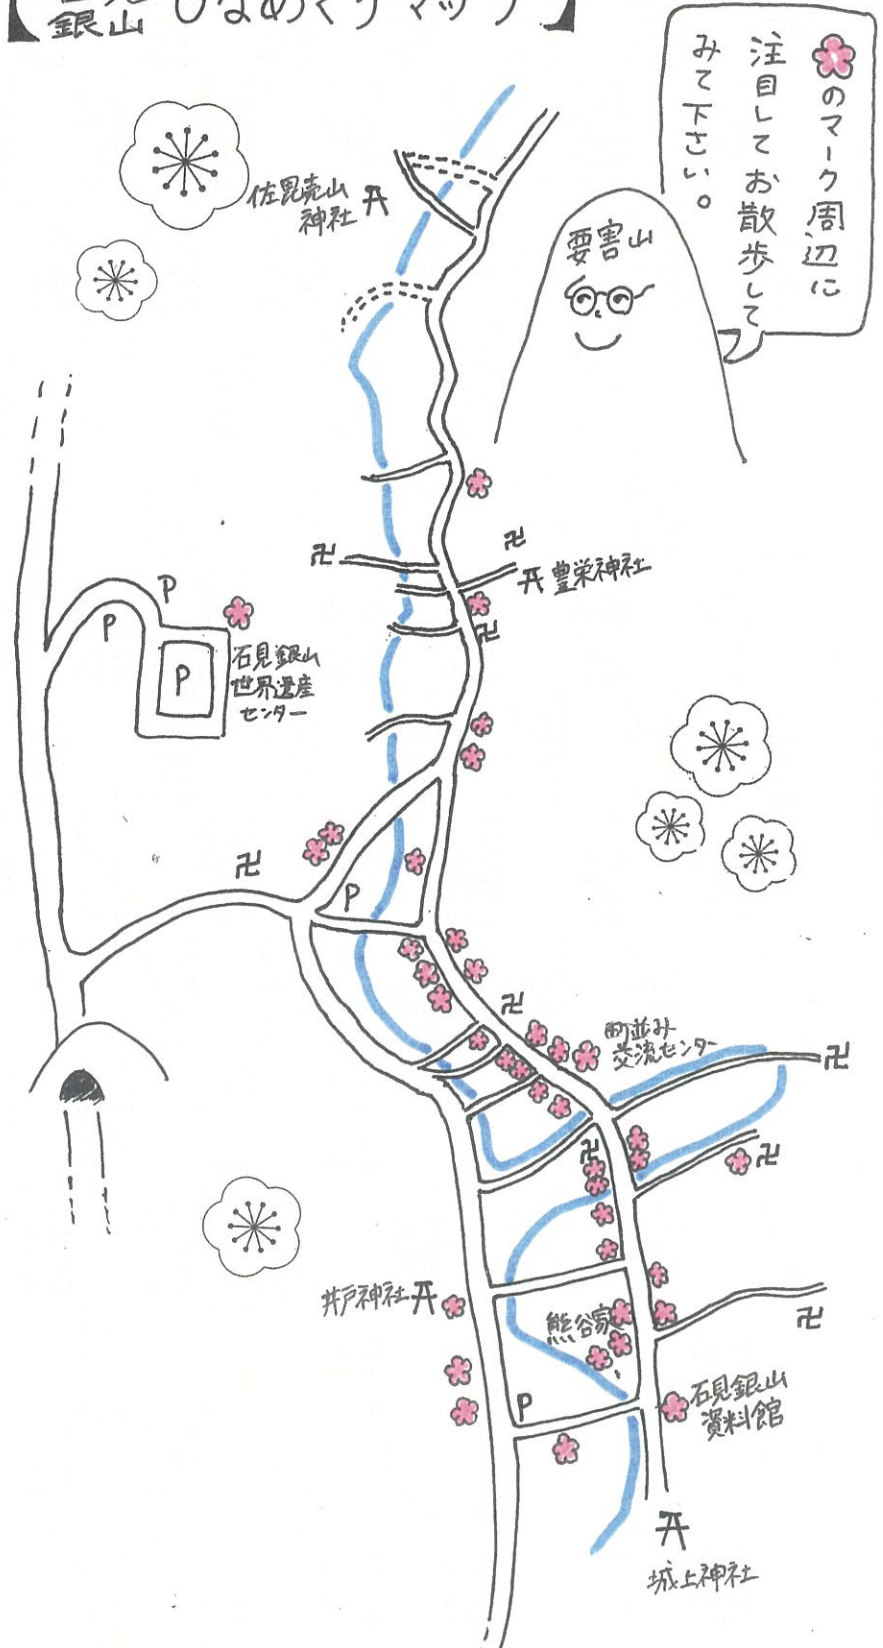 【石見銀山 ひなめぐりマップ】
のマーク周辺に
注目してお散歩して
みて下さい。
要害山
佐毘売山
神社
卍
卍
豊栄神社
卍
P
P
P
石見銀山
世界遺産
センター
卍
P
卍
町並み
交流センター
卍
卍
卍
井戸神社
熊谷家
卍
P
石見銀山
資料館
城上神社